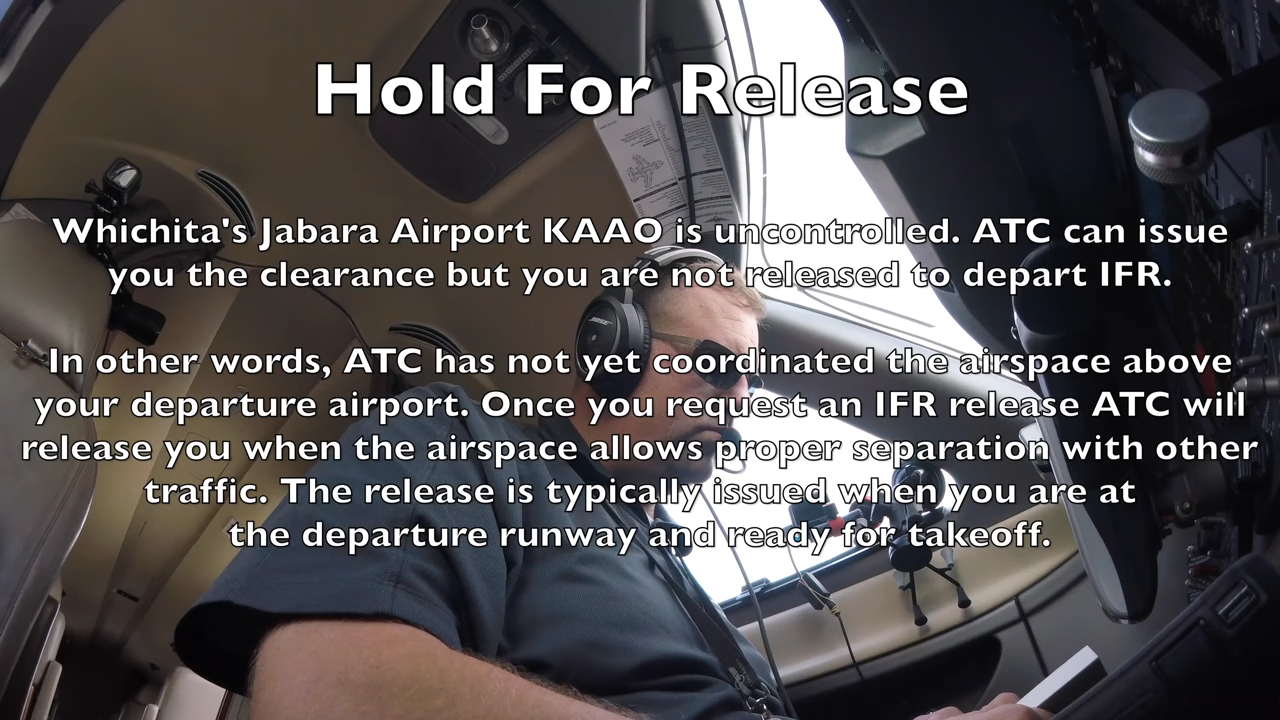 Hold For Release
Whichita's Jabara Airport KAAO is uncontrolled. ATC can issue
you the clearance but you are not released to depart IFR.
In other words, ATC has not yet coordinated the airspace above
your departure airport. Once you request an IFR release ATC will
release you when the airspace allows proper separation with other
traffic. The release is typically issued when you are at
the departure runway and ready for takeoff.
BOSE